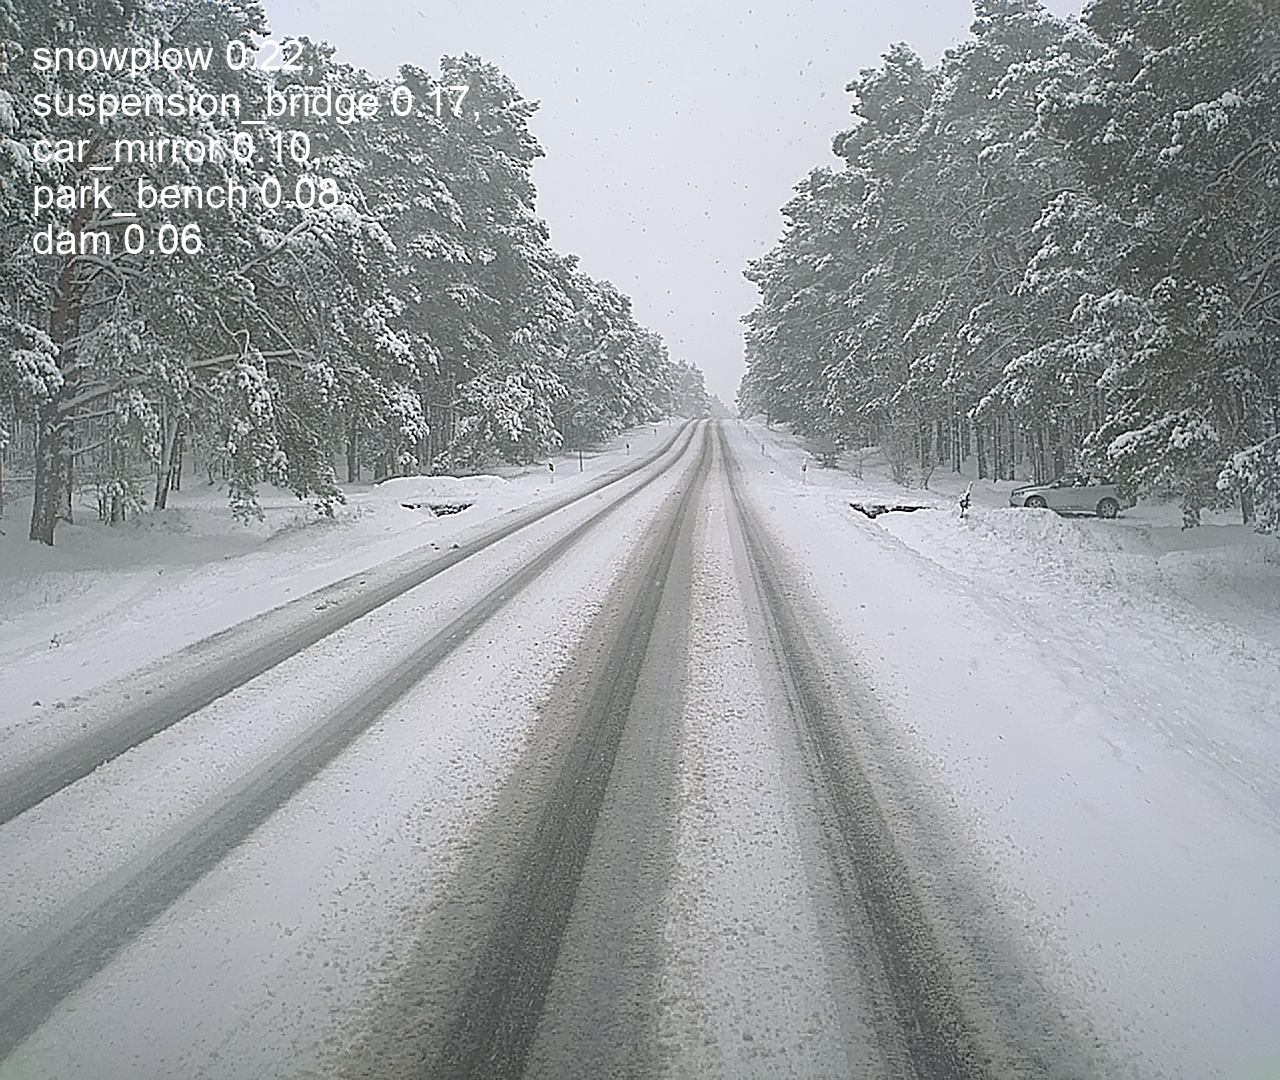 snowplow 0.22,
suspension_bridge 0.17,
car_mirror 0.10,
park_bench 0.08,
dam 0.06